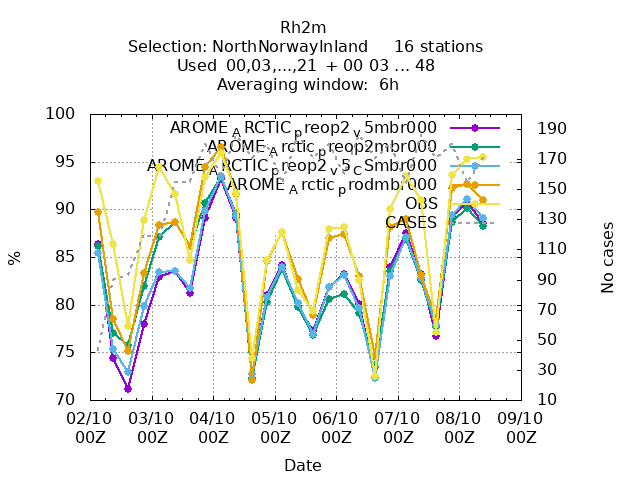 Rh2m
Selection: NorthNorwayInland 16 stations
Used 00,03,...,21 + 00 03 ... 48
Averaging window: 6h
AROME_ARCTIC_preop2_v5mbr000
AROME_Arctic_preop2mbr000
AROME_ARCTIC_preop2_v5_CSmbr000
AROME_Arctic_prodmbr000
OBS
CASES
100
95
90
85
80
75
70
%
190
170
150
130
110
90
70
50
30
10
No cases
02/10 03/10 04/10 05/10 06/10 07/10 08/10 09/10
00Z 00Z 00Z 00Z 00Z 00Z 00Z 00Z
Date